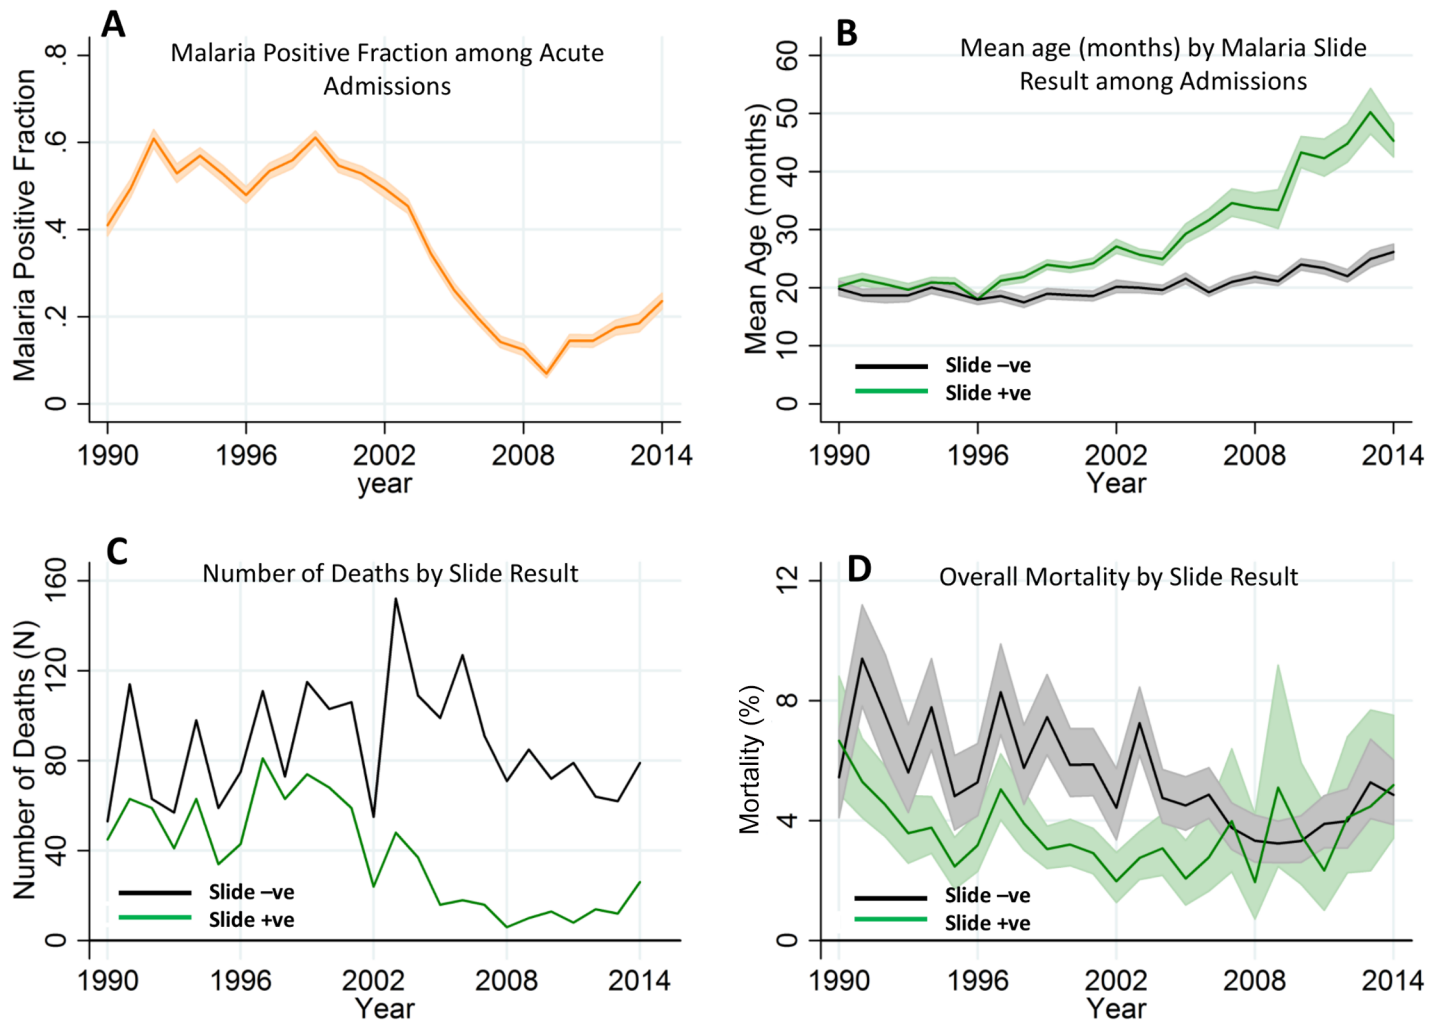 A
Malaria Positive Fraction among Acute
Admissions
Malaria Positive Fraction
.8
.6
.4
.2
0
1990 1996 2002 2008 2014
year
B
Mean age (months) by Malaria Slide
Result among Admissions
Mean Age (months)
60
50
40
30
20
10
0
Slide –ve
Slide +ve
1990 1996 2002 2008 2014
Year
C
Number of Deaths by Slide Result
Number of Deaths (N)
160
120
80
40
0
Slide –ve
Slide +ve
1990 1996 2002 2008 2014
Year
D
Overall Mortality by Slide Result
Mortality (%)
12
8
4
0
Slide –ve
Slide +ve
1990 1996 2002 2008 2014
Year